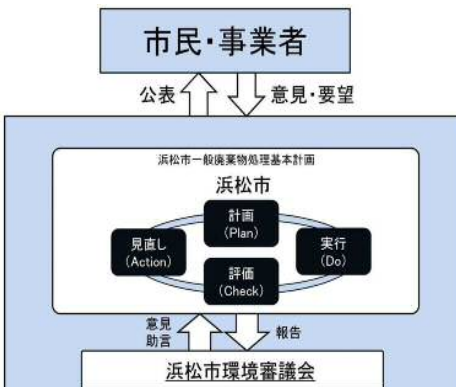 市民・事業者
公表
意見・要望
浜松市一般廃棄物処理基本計画
浜松市
計画
(Plan)
見直し
(Action)
実行
(Do)
評価
(Check)
意見
助言
報告
浜松市環境審議会